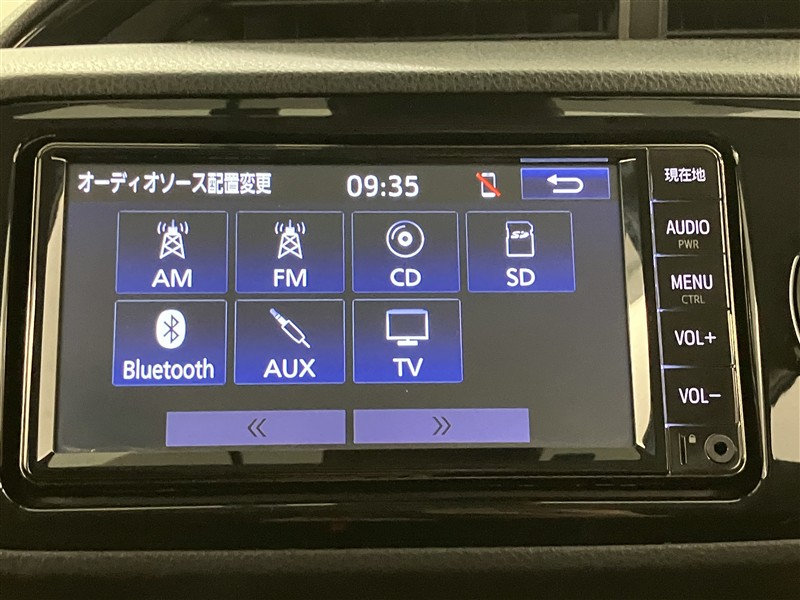 オーディオソース配置変更 09:35
現在地
AUDIO
PWR
MENU
CTRL
VOL+
VOL−
AM FM CD SD
Bluetooth AUX TV